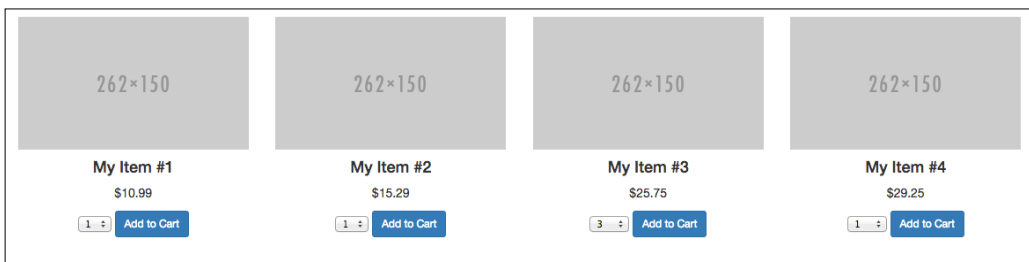 262×150 262×150 262×150 262×150
My Item #1 My Item #2 My Item #3 My Item #4
$10.99 $15.29 $25.75 $29.25
1 Add to Cart 1 Add to Cart 3 Add to Cart 1 Add to Cart